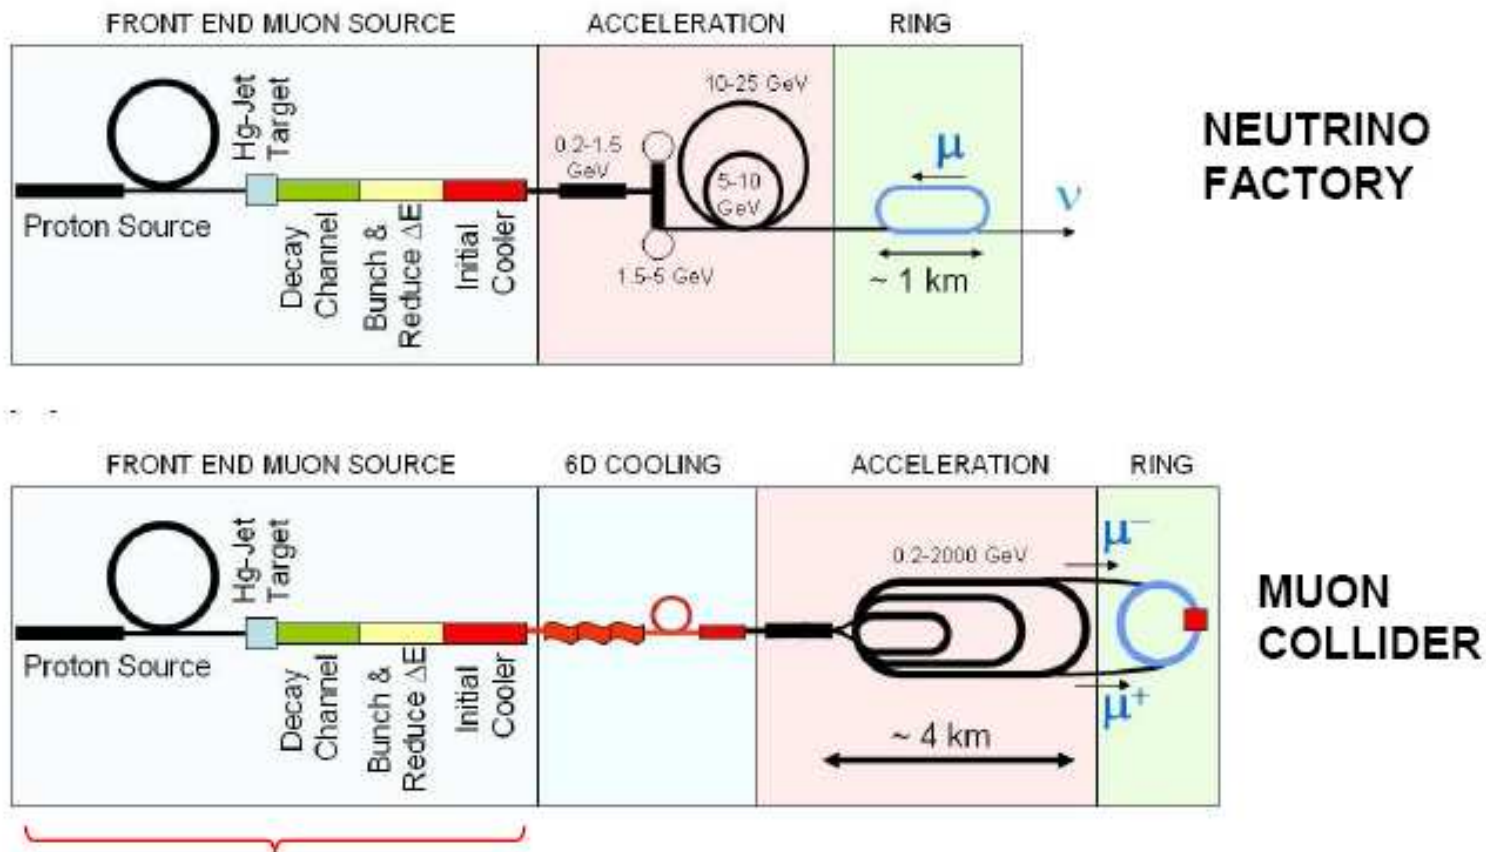 FRONT END MUON SOURCE
ACCELERATION
RING
Hg-Jet
Target
Proton Source
Decay
Channel
Bunch &
Reduce ΔE
Initial
Cooler
0.2-1.5
GeV
1.5-5 GeV
10-25 GeV
5-10
GeV
μ
ν
~ 1 km
NEUTRINO
FACTORY
FRONT END MUON SOURCE
6D COOLING
ACCELERATION
RING
Hg-Jet
Target
Proton Source
Decay
Channel
Bunch &
Reduce ΔE
Initial
Cooler
0.2-2000 GeV
~ 4 km
μ⁻
μ⁺
MUON
COLLIDER